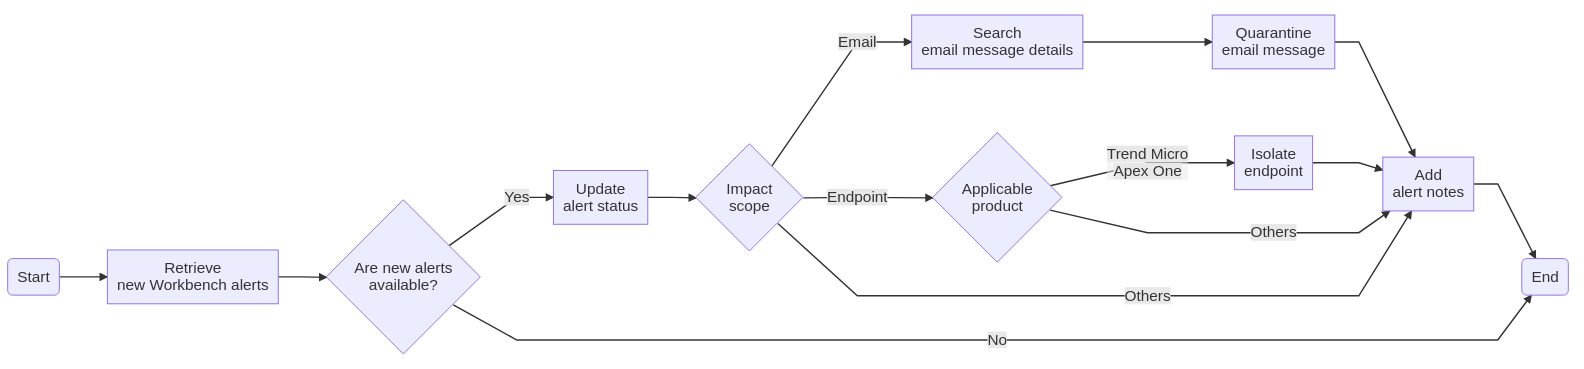 Start
Retrieve
new Workbench alerts
Are new alerts
available?
Yes
Update
alert status
Impact
scope
Email
Search
email message details
Quarantine
email message
Endpoint
Applicable
product
Trend Micro
Apex One
Isolate
endpoint
Others
Others
Add
alert notes
No
End